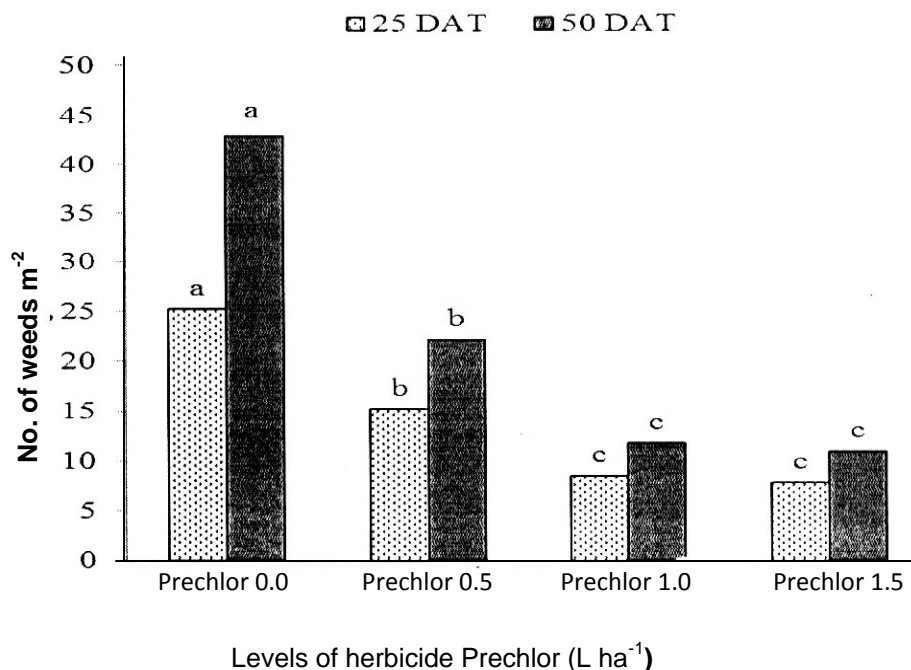 25 DAT 50 DAT
50
45
40
35
30
25
20
15
10
5
0
No. of weeds m⁻²
a
a
b
b
c
c
c
c
Prechlor 0.0 Prechlor 0.5 Prechlor 1.0 Prechlor 1.5
Levels of herbicide Prechlor (L ha⁻¹)